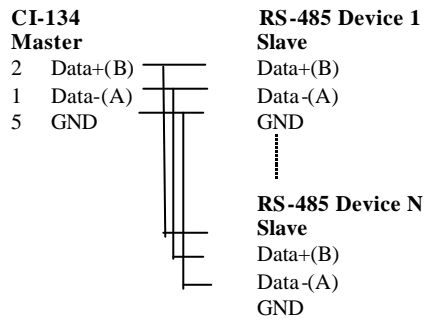 CI-134 RS-485 Device 1
Master Slave
2 Data+(B) Data+(B)
1 Data-(A) Data-(A)
5 GND GND
RS-485 Device N
Slave
Data+(B)
Data-(A)
GND